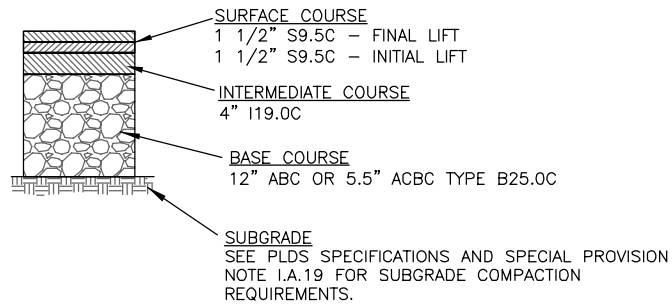 SURFACE COURSE
1 1/2” S9.5C – FINAL LIFT
1 1/2” S9.5C – INITIAL LIFT
INTERMEDIATE COURSE
4” I19.0C
BASE COURSE
12” ABC OR 5.5” ACBC TYPE B25.0C
SUBGRADE
SEE PLDS SPECIFICATIONS AND SPECIAL PROVISION
NOTE I.A.19 FOR SUBGRADE COMPACTION
REQUIREMENTS.